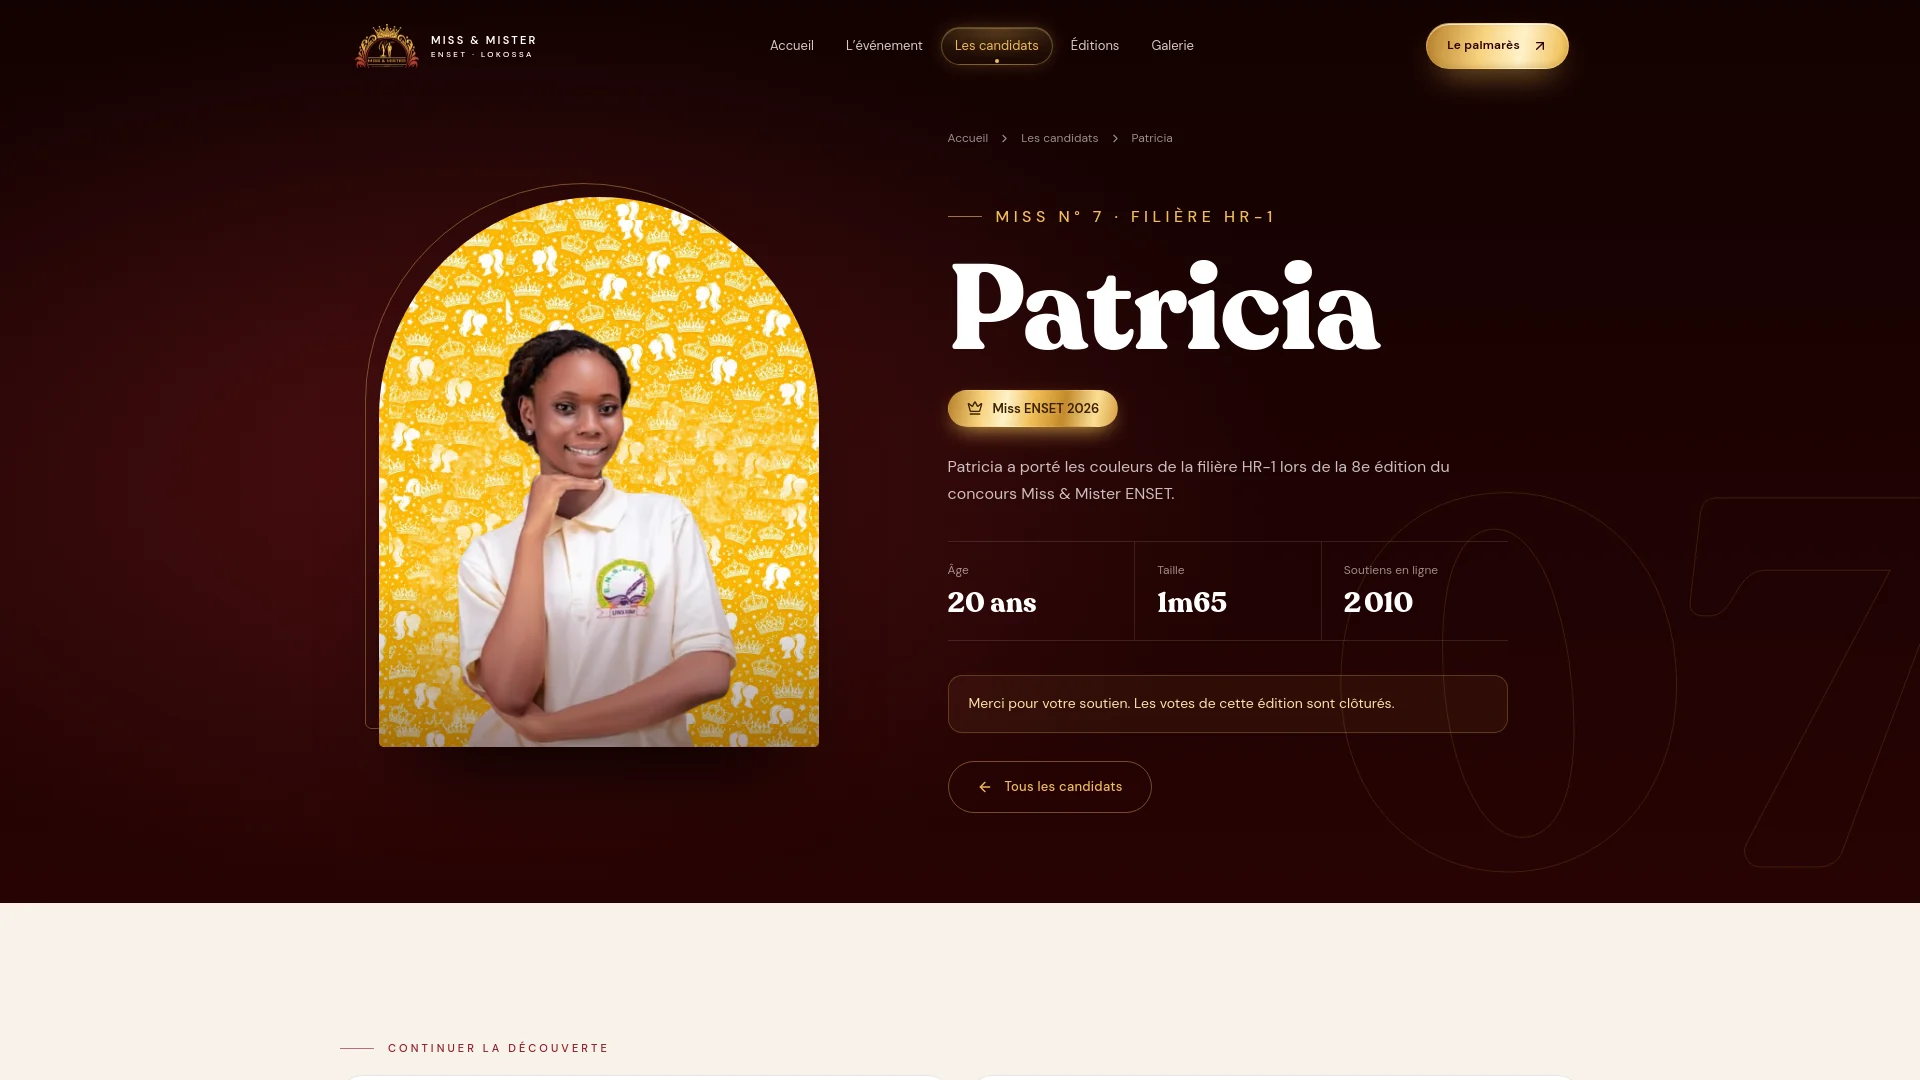 MISS & MISTER
ENSET · LOKOSSA
Accueil
L’événement
Les candidats
Éditions
Galerie
Le palmarès
Accueil > Les candidats > Patricia
MISS N° 7 · FILIÈRE HR-1
Patricia
Miss ENSET 2026
Patricia a porté les couleurs de la filière HR-1 lors de la 8e édition du
concours Miss & Mister ENSET.
Âge
20 ans
Taille
1m65
Soutiens en ligne
2 010
07
Merci pour votre soutien. Les votes de cette édition sont clôturés.
Tous les candidats
CONTINUER LA DÉCOUVERTE